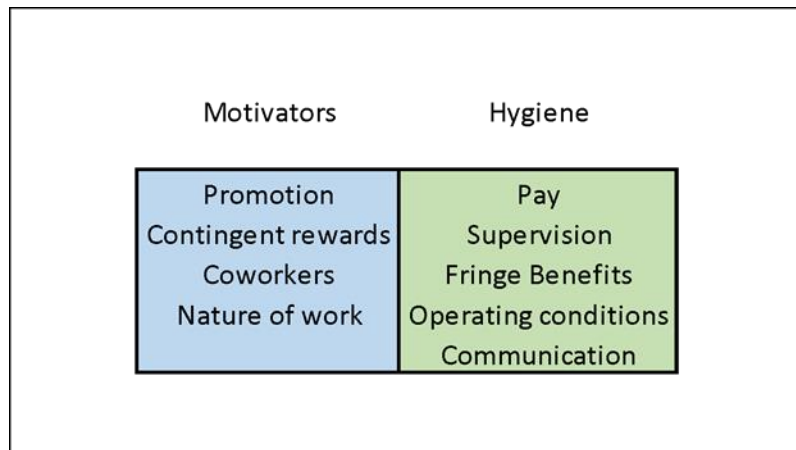 Motivators
Hygiene
Promotion
Contingent rewards
Coworkers
Nature of work
Pay
Supervision
Fringe Benefits
Operating conditions
Communication